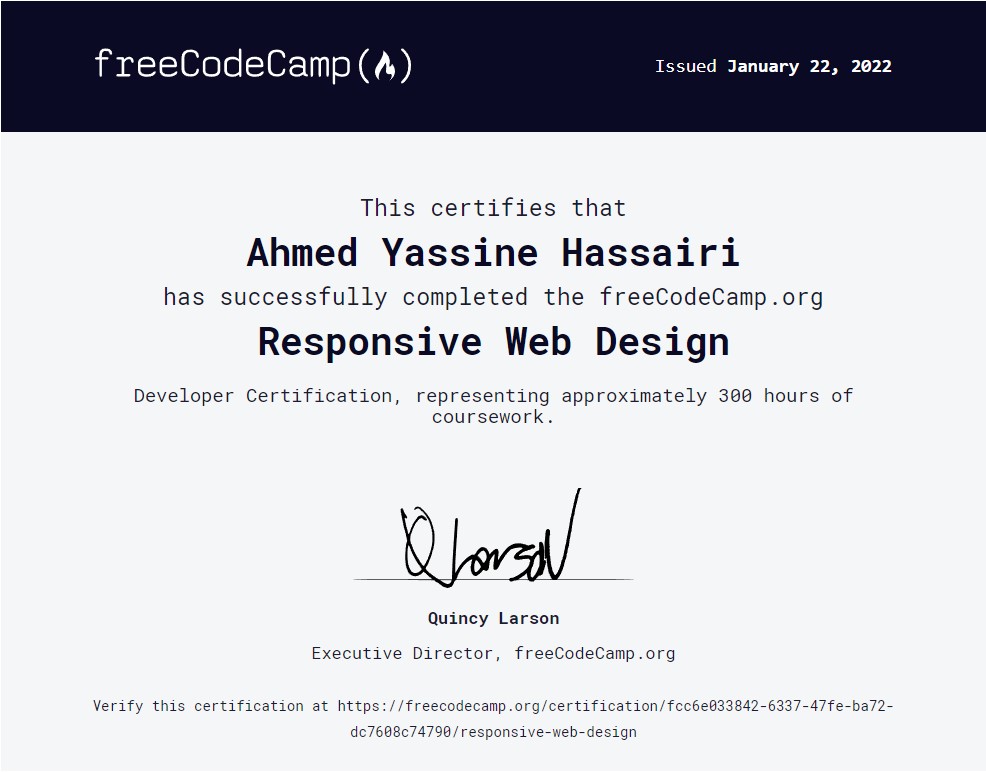 freeCodeCamp(🔥)
Issued January 22, 2022
This certifies that
Ahmed Yassine Hassairi
has successfully completed the freeCodeCamp.org
Responsive Web Design
Developer Certification, representing approximately 300 hours of
coursework.
Q Larson
Quincy Larson
Executive Director, freeCodeCamp.org
Verify this certification at https://freecodecamp.org/certification/fcc6e033842-6337-47fe-ba72-
dc7608c74790/responsive-web-design